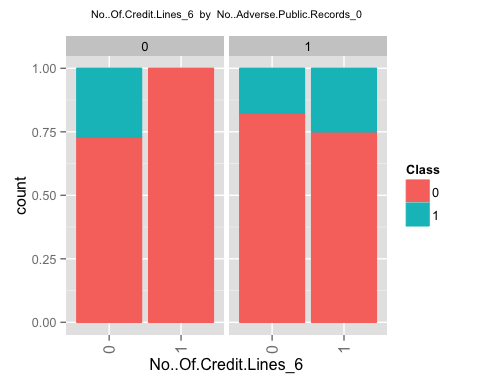 No..Of.Credit.Lines_6 by No..Adverse.Public.Records_0
0 1
1.00
0.75
0.50
0.25
0.00
count
0 1 0 1
No..Of.Credit.Lines_6
Class
0
1